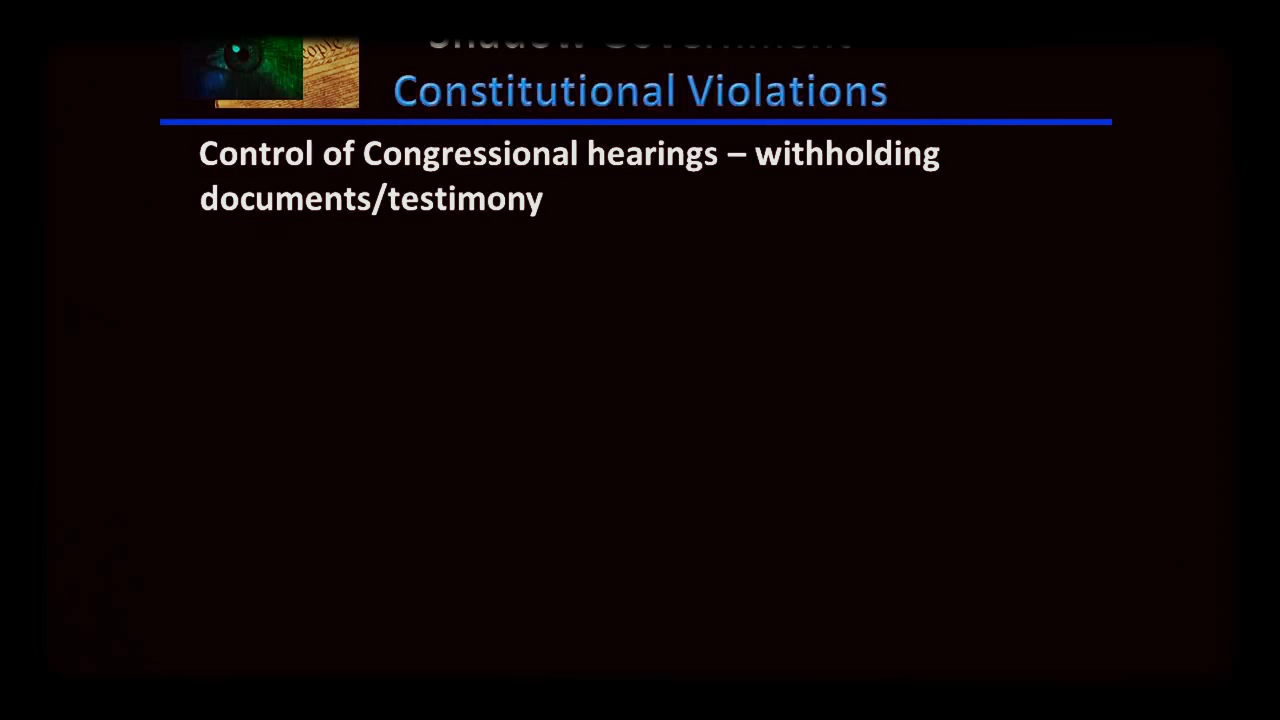 Shadow Government
Constitutional Violations
Control of Congressional hearings – withholding
documents/testimony